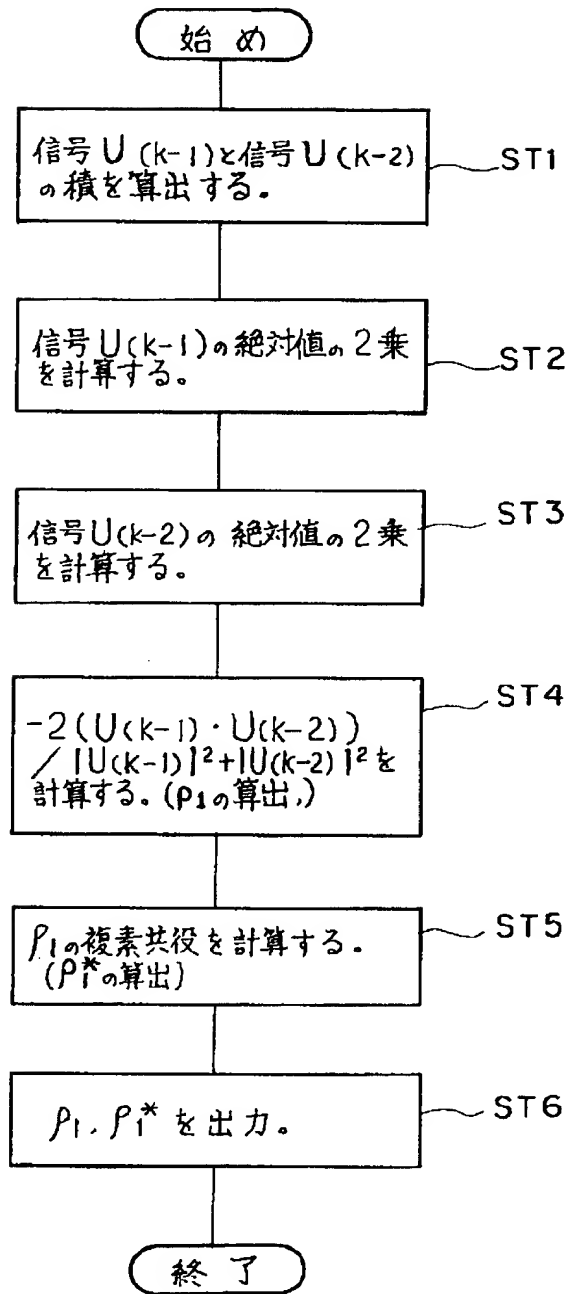 始め
信号U(k-1)と信号U(k-2)
の積を算出する。
ST1
信号U(k-1)の絶対値の2乗
を計算する。
ST2
信号U(k-2)の絶対値の2乗
を計算する。
ST3
-2(U(k-1)・U(k-2))
/|U(k-1)|²+|U(k-2)|²を
計算する。(ρ1の算出,)
ST4
ρ1の複素共役を計算する。
(ρ1*の算出)
ST5
ρ1, ρ1*を出力。
ST6
終了